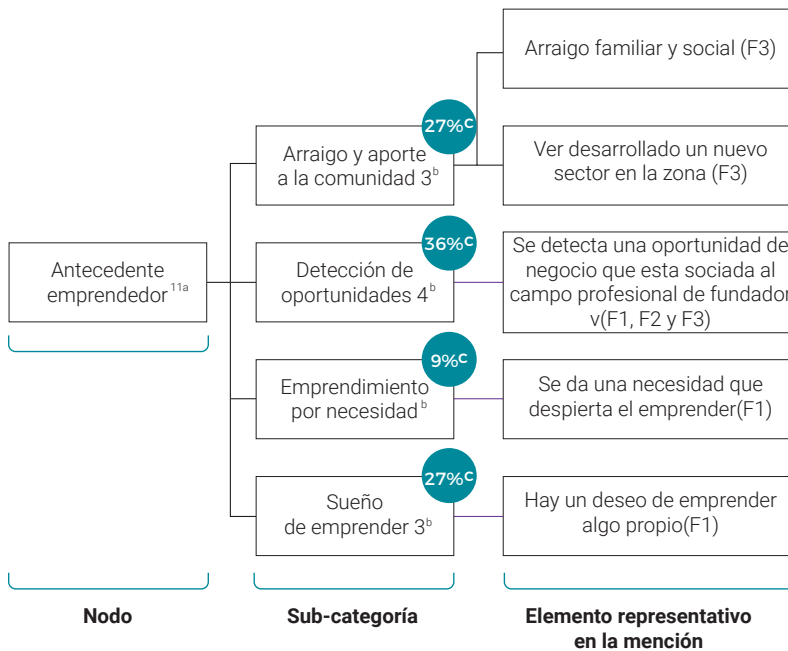 Arraigo familiar y social (F3)
27%C
Arraigo y aporte
a la comunidad 3b
Ver desarrollado un nuevo
sector en la zona (F3)
Antecedente
emprendedor 11a
36%C
Detección de
oportunidades 4b
Se detecta una oportunidad de
negocio que esta sociada al
campo profesional de fundador
v(F1, F2 y F3)
9%C
Emprendimiento
por necesidad b
Se da una necesidad que
despierta el emprender(F1)
27%C
Sueño
de emprender 3b
Hay un deseo de emprender
algo propio(F1)
Nodo
Sub-categoría
Elemento representativo
en la mención